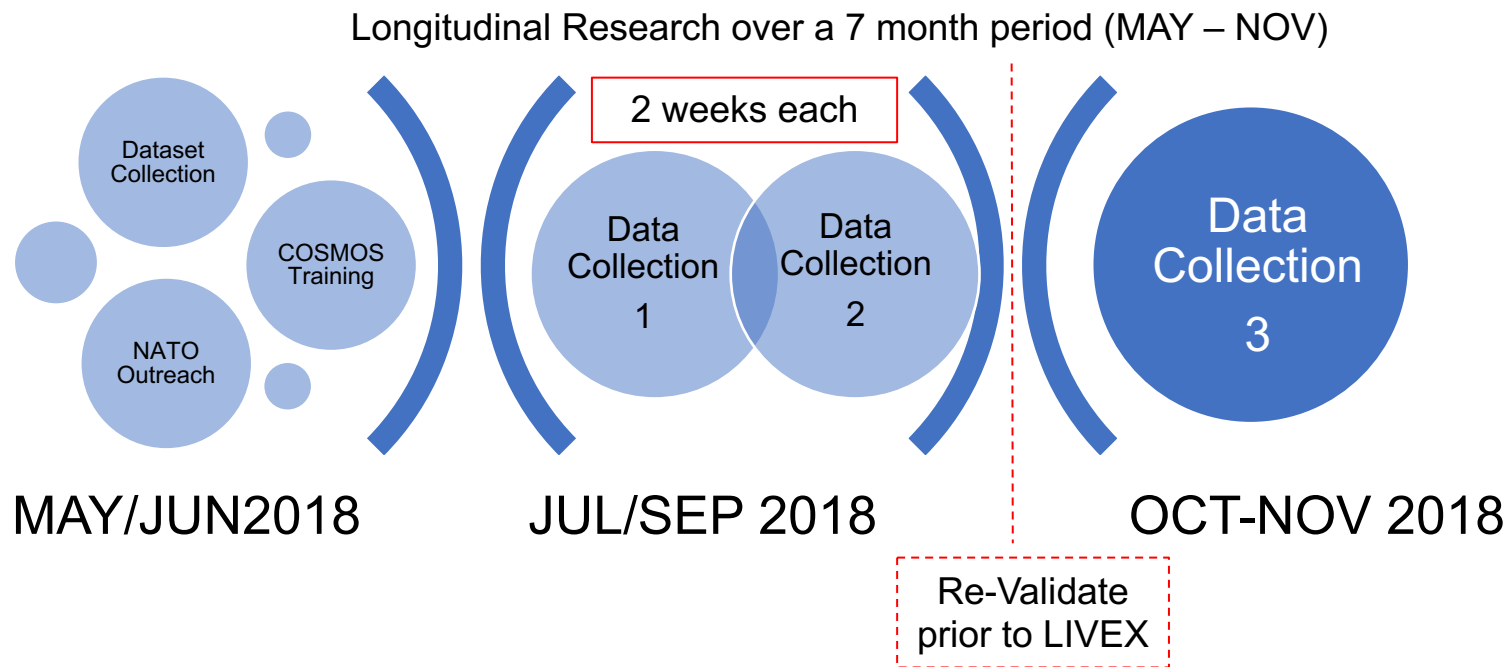 Longitudinal Research over a 7 month period (MAY – NOV)
2 weeks each
Dataset
Collection
COSMOS
Training
NATO
Outreach
Data
Collection
1
Data
Collection
2
Data
Collection
3
MAY/JUN2018
JUL/SEP 2018
OCT-NOV 2018
Re-Validate
prior to LIVEX